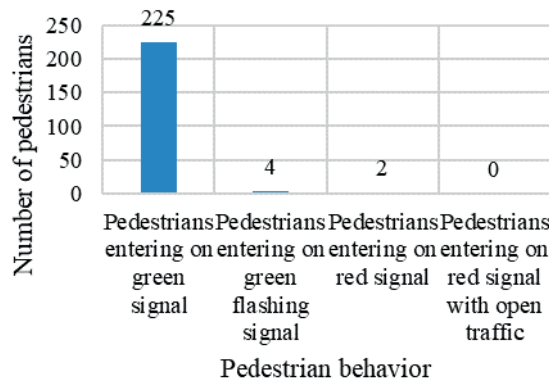 Number of pedestrians
250
200
150
100
50
0
225
4
2
0
Pedestrians entering on green signal
Pedestrians entering on green flashing signal
Pedestrians entering on red signal
Pedestrians entering on red signal with open traffic
Pedestrian behavior